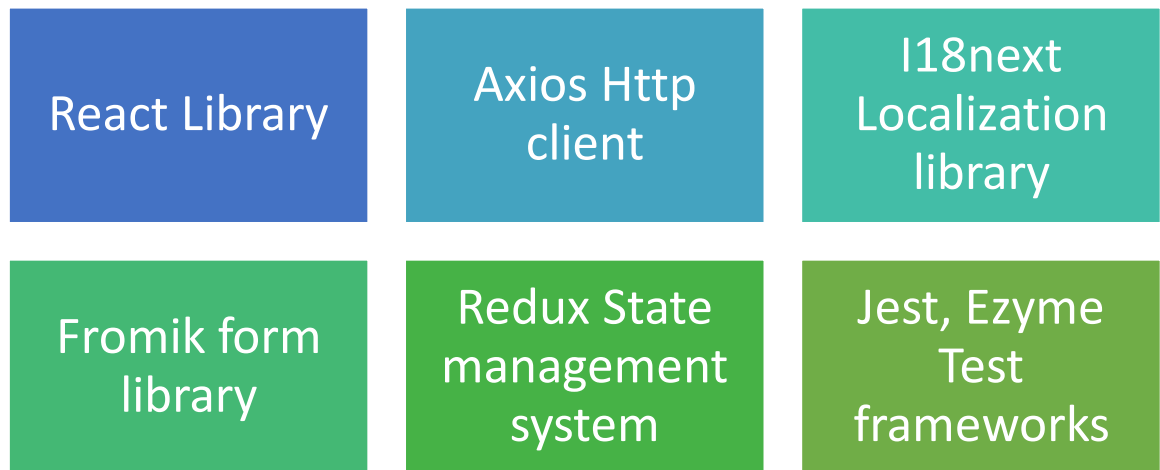 React Library
Axios Http
client
I18next
Localization
library
Fromik form
library
Redux State
management
system
Jest, Ezyme
Test
frameworks